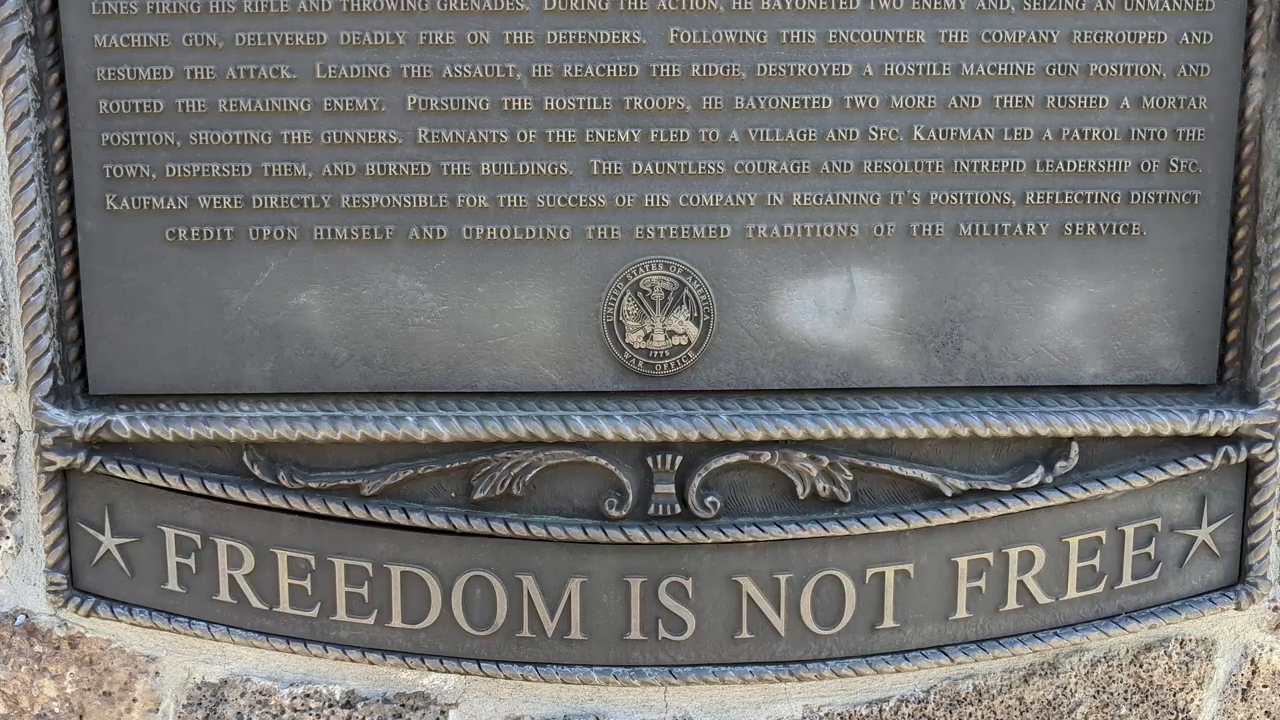 LINES FIRING HIS RIFLE AND THROWING GRENADES. DURING THE ACTION, HE BAYONETED TWO ENEMY AND, SEIZING AN UNMANNED
MACHINE GUN, DELIVERED DEADLY FIRE ON THE DEFENDERS. FOLLOWING THIS ENCOUNTER THE COMPANY REGROUPED AND
RESUMED THE ATTACK. LEADING THE ASSAULT, HE REACHED THE RIDGE, DESTROYED A HOSTILE MACHINE GUN POSITION, AND
ROUTED THE REMAINING ENEMY. PURSUING THE HOSTILE TROOPS, HE BAYONETED TWO MORE AND THEN RUSHED A MORTAR
POSITION, SHOOTING THE GUNNERS. REMNANTS OF THE ENEMY FLED TO A VILLAGE AND SFC. KAUFMAN LED A PATROL INTO THE
TOWN, DISPERSED THEM, AND BURNED THE BUILDINGS. THE DAUNTLESS COURAGE AND RESOLUTE INTREPID LEADERSHIP OF SFC.
KAUFMAN WERE DIRECTLY RESPONSIBLE FOR THE SUCCESS OF HIS COMPANY IN REGAINING IT'S POSITIONS, REFLECTING DISTINCT
CREDIT UPON HIMSELF AND UPHOLDING THE ESTEEMED TRADITIONS OF THE MILITARY SERVICE.
UNITED STATES OF AMERICA
1775
WAR OFFICE
FREEDOM IS NOT FREE